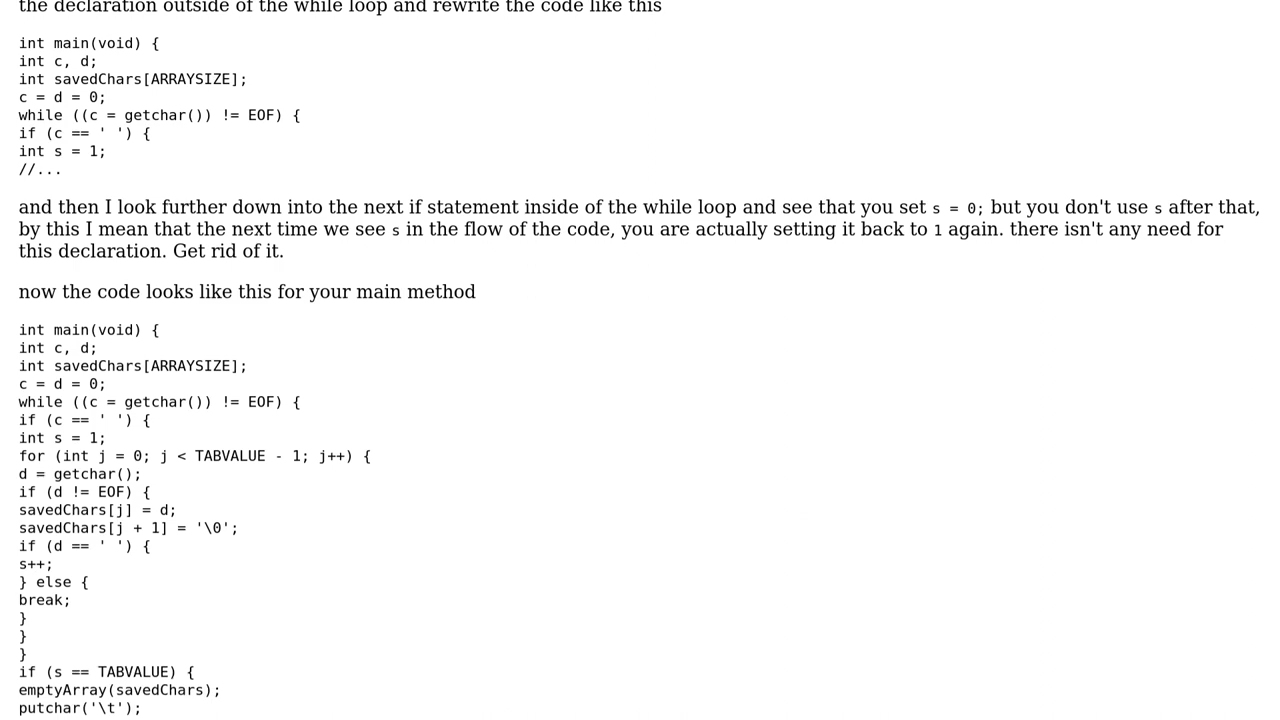 the declaration outside of the while loop and rewrite the code like this
int main(void) {
int c, d;
int savedChars[ARRAYSIZE];
c = d = 0;
while ((c = getchar()) != EOF) {
if (c == ' ') {
int s = 1;
//...
and then I look further down into the next if statement inside of the while loop and see that you set s = 0; but you don't use s after that,
by this I mean that the next time we see s in the flow of the code, you are actually setting it back to 1 again. there isn't any need for
this declaration. Get rid of it.
now the code looks like this for your main method
int main(void) {
int c, d;
int savedChars[ARRAYSIZE];
c = d = 0;
while ((c = getchar()) != EOF) {
if (c == ' ') {
int s = 1;
for (int j = 0; j < TABVALUE - 1; j++) {
d = getchar();
if (d != EOF) {
savedChars[j] = d;
savedChars[j + 1] = '\0';
if (d == ' ') {
s++;
} else {
break;
}
}
}
if (s == TABVALUE) {
emptyArray(savedChars);
putchar('\t');